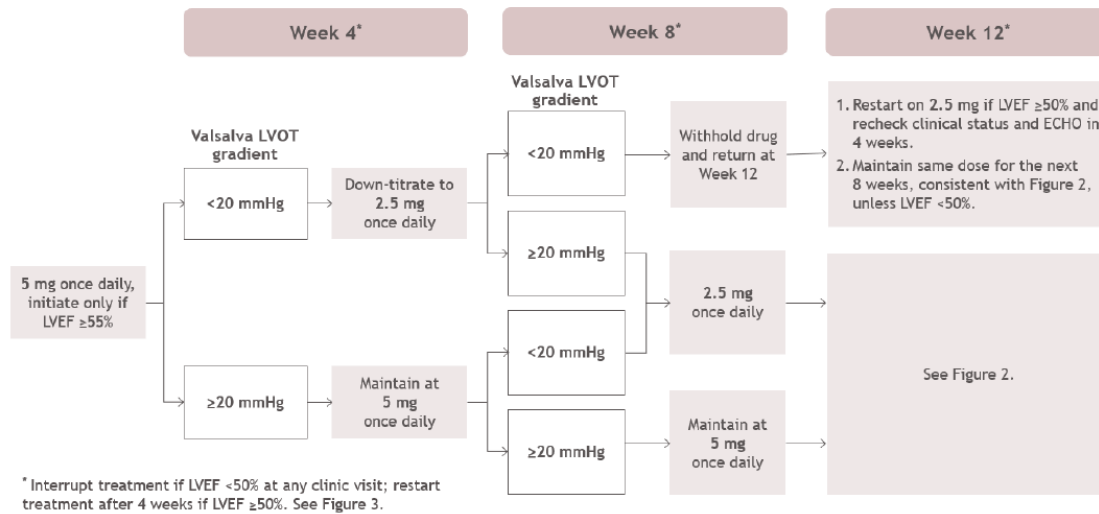 Week 4*
Week 8*
Week 12*
Valsalva LVOT
gradient
<20 mmHg
Down-titrate to
2.5 mg
once daily
Valsalva LVOT
gradient
<20 mmHg
Withhold drug
and return at
Week 12
1. Restart on 2.5 mg if LVEF ≥50% and
recheck clinical status and ECHO in
4 weeks.
2. Maintain same dose for the next
8 weeks, consistent with Figure 2,
unless LVEF <50%.
≥20 mmHg
5 mg once daily,
initiate only if
LVEF ≥55%
2.5 mg
once daily
<20 mmHg
≥20 mmHg
Maintain at
5 mg
once daily
See Figure 2.
≥20 mmHg
Maintain at
5 mg
once daily
* Interrupt treatment if LVEF <50% at any clinic visit; restart
treatment after 4 weeks if LVEF ≥50%. See Figure 3.